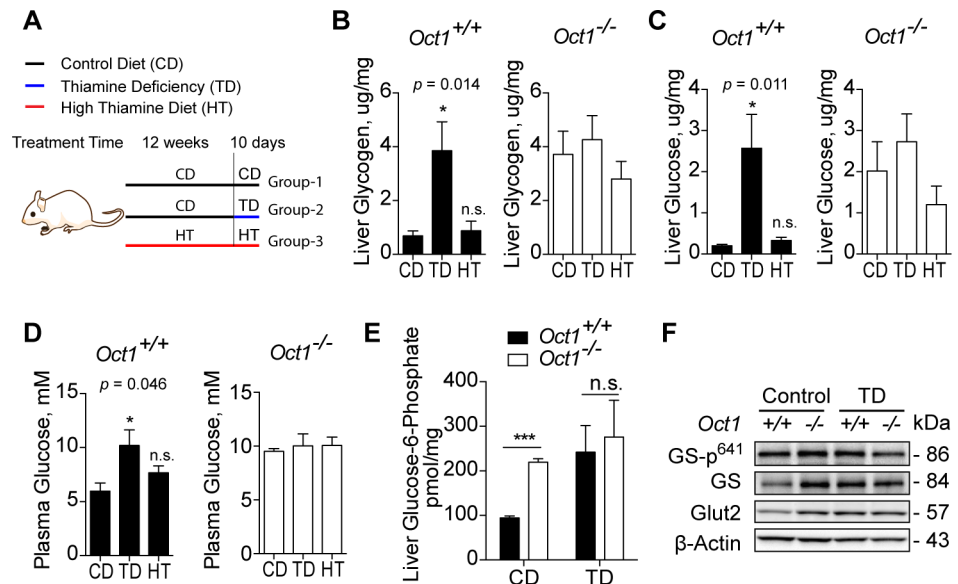 A
Control Diet (CD)
Thiamine Deficiency (TD)
High Thiamine Diet (HT)
Treatment Time 12 weeks 10 days
CD CD Group-1
CD TD Group-2
HT HT Group-3
B
Oct1+/+ Oct1-/-
p = 0.014
Liver Glycogen, ug/mg
6
4
2
0
*
n.s.
CD TD HT
Liver Glycogen, ug/mg
6
4
2
0
CD TD HT
C
Oct1+/+ Oct1-/-
p = 0.011
Liver Glucose, ug/mg
4
3
2
1
0
*
n.s.
CD TD HT
Liver Glucose, ug/mg
4
3
2
1
0
CD TD HT
D
Oct1+/+ Oct1-/-
p = 0.046
Plasma Glucose, mM
15
10
5
0
*
n.s.
CD TD HT
Plasma Glucose, mM
15
10
5
0
CD TD HT
E
Oct1+/+
Oct1-/-
Liver Glucose-6-Phosphate
pmol/mg
400
300
200
100
0
***
n.s.
CD TD
F
Control TD
Oct1 +/+ -/- +/+ -/- kDa
GS-p641 - 86
GS - 84
Glut2 - 57
β-Actin - 43